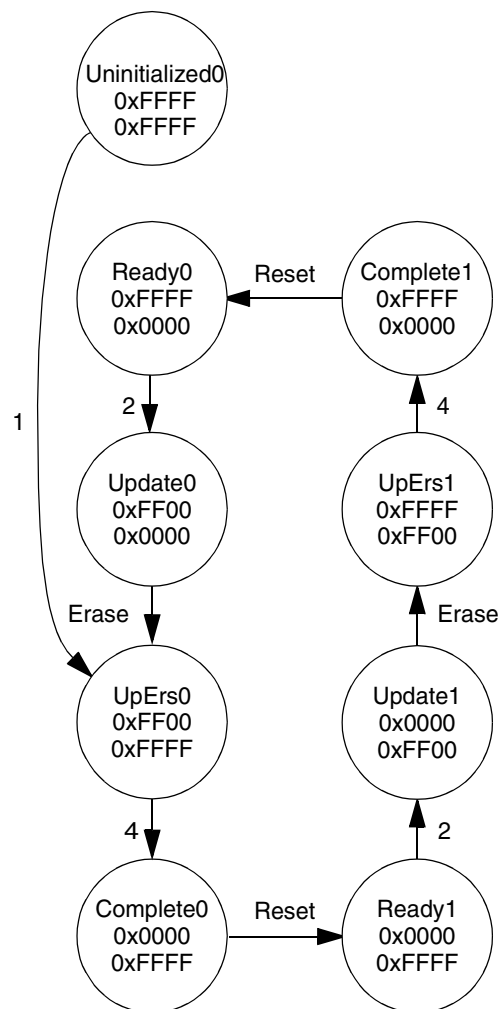 Uninitialized0
0xFFFF
0xFFFF
Ready0
0xFFFF
0x0000
Reset
Complete1
0xFFFF
0x0000
1
2
4
Update0
0xFF00
0x0000
UpErs1
0xFFFF
0xFF00
Erase
Erase
UpErs0
0xFF00
0xFFFF
Update1
0x0000
0xFF00
4
2
Complete0
0x0000
0xFFFF
Reset
Ready1
0x0000
0xFFFF